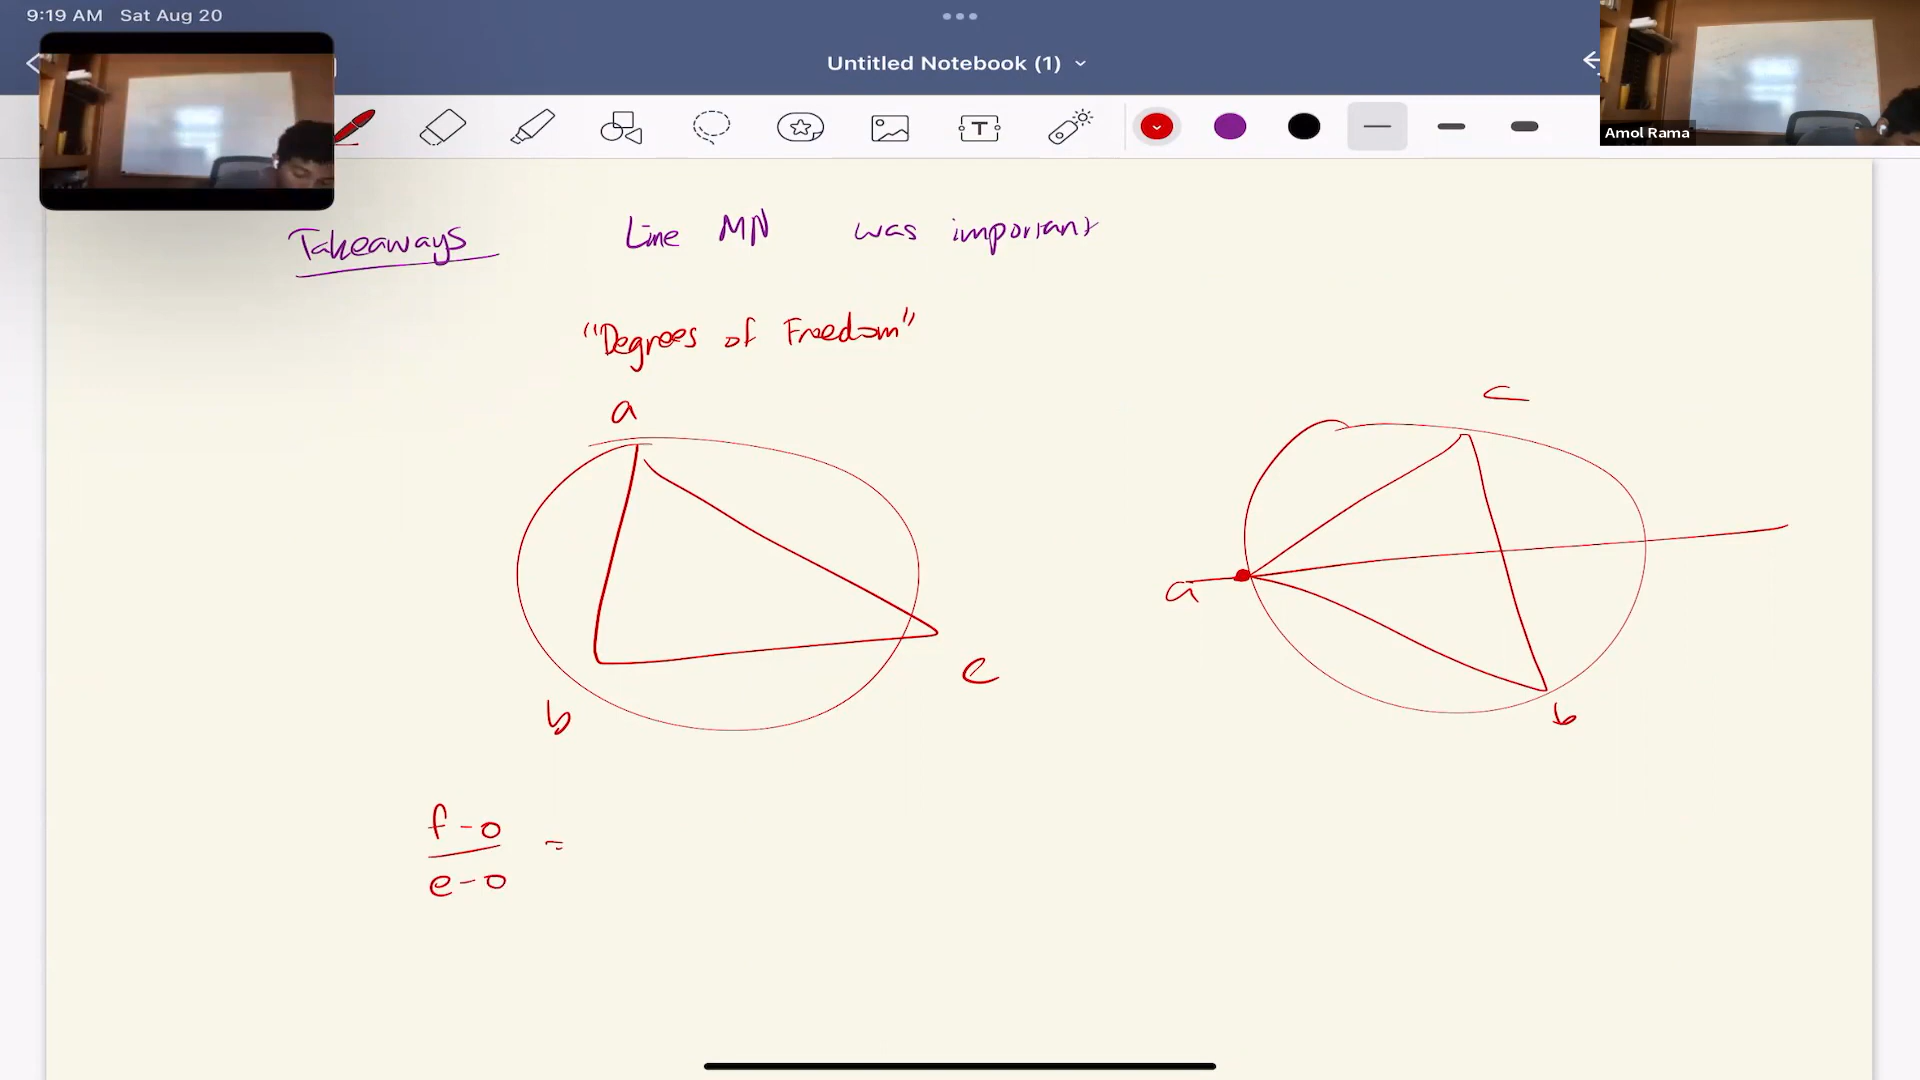 9:19 AM Sat Aug 20
Untitled Notebook (1)
Amol Rama
Takeaways Line MN was important
"Degrees of Freedom"
a
c
a
b
b
f-o
e-o
=